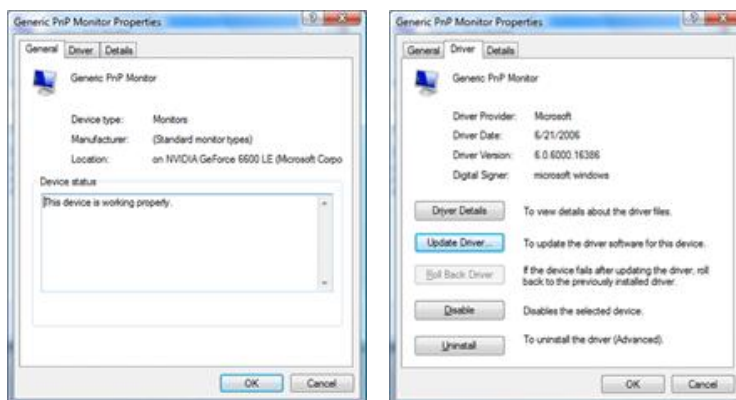 Generic PnP Monitor Properties
General Driver Details
Generic PnP Monitor
Device type: Monitors
Manufacturer: (Standard monitor types)
Location: on NVIDIA GeForce 6600 LE (Microsoft Corpo
Device status
This device is working properly.
OK Cancel
Generic PnP Monitor Properties
General Driver Details
Generic PnP Monitor
Driver Provider: Microsoft
Driver Date: 6/21/2006
Driver Version: 6.0.6000.16386
Digital Signer: microsoft windows
Driver Details To view details about the driver files.
Update Driver... To update the driver software for this device.
Roll Back Driver If the device fails after updating the driver, roll
back to the previously installed driver.
Disable Disables the selected device.
Uninstall To uninstall the driver (Advanced).
OK Cancel